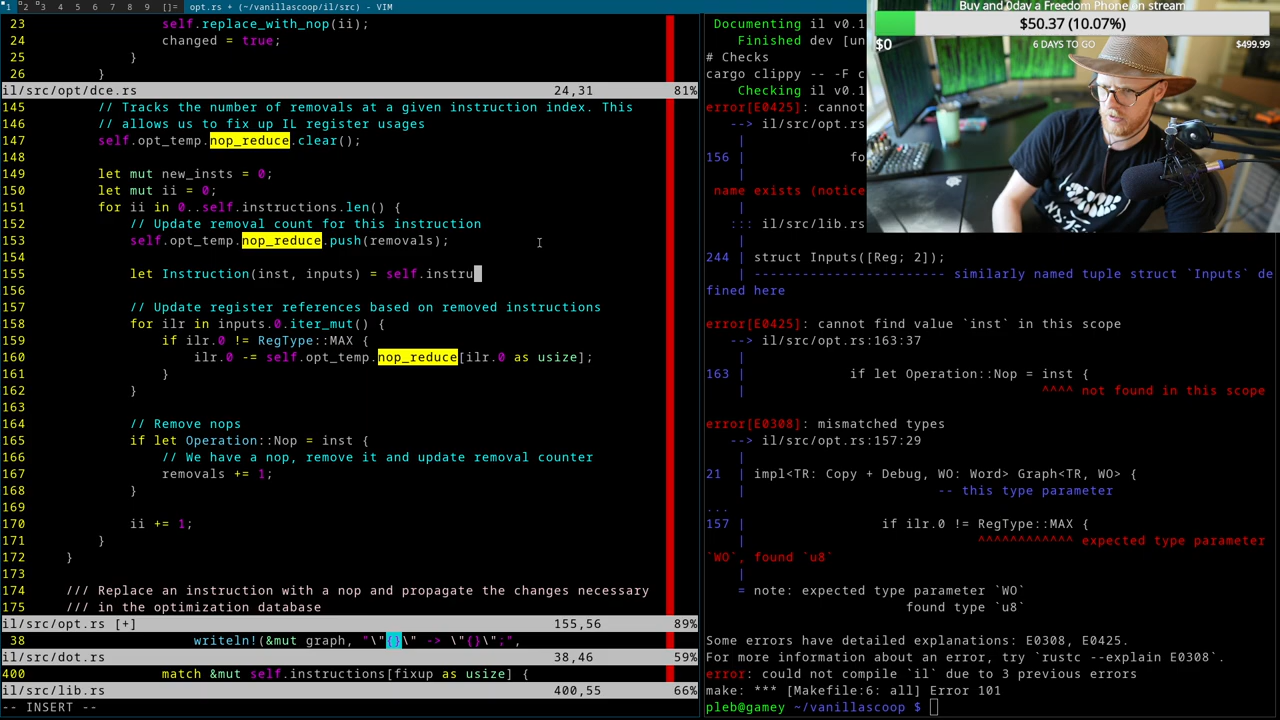 1 2 3 4 5 6 7 8 9 []= opt.rs + (~/vanillascoop/il/src) - VIM
23 self.replace_with_nop(ii);
24 changed = true;
25 }
26 }
il/src/opt/dce.rs 24,31 81%
145 // Tracks the number of removals at a given instruction index. This
146 // allows us to fix up IL register usages
147 self.opt_temp.nop_reduce.clear();
148
149 let mut new_insts = 0;
150 let mut ii = 0;
151 for ii in 0..self.instructions.len() {
152 // Update removal count for this instruction
153 self.opt_temp.nop_reduce.push(removals);
154
155 let Instruction(inst, inputs) = self.instru
156
157 // Update register references based on removed instructions
158 for ilr in inputs.0.iter_mut() {
159 if ilr.0 != RegType::MAX {
160 ilr.0 -= self.opt_temp.nop_reduce[ilr.0 as usize];
161 }
162 }
163
164 // Remove nops
165 if let Operation::Nop = inst {
166 // We have a nop, remove it and update removal counter
167 removals += 1;
168 }
169
170 ii += 1;
171 }
172 }
173
174 /// Replace an instruction with a nop and propagate the changes necessary
175 /// in the optimization database
il/src/opt.rs [+] 155,56 89%
38 writeln!(&mut graph, "\"{}\" -> \"{}\";",
il/src/dot.rs 38,46 59%
400 match &mut self.instructions[fixup as usize] {
il/src/lib.rs 400,55 66%
-- INSERT --
Documenting il v0.1
Finished dev [un
# Checks
cargo clippy -- -F c
Checking il v0.1
error[E0425]: cannot
--> il/src/opt.rs
|
156 | fo
|
name exists (notice
|
::: il/src/lib.rs
|
244 | struct Inputs([Reg; 2]);
| ----------------------- similarly named tuple struct `Inputs` de
fined here
error[E0425]: cannot find value `inst` in this scope
--> il/src/opt.rs:163:37
|
163 | if let Operation::Nop = inst {
| ^^^^ not found in this scope
error[E0308]: mismatched types
--> il/src/opt.rs:157:29
|
21 | impl<TR: Copy + Debug, WO: Word> Graph<TR, WO> {
| -- this type parameter
...
157 | if ilr.0 != RegType::MAX {
| ^^^^^^^^^^^^ expected type parameter
`WO`, found `u8`
|
= note: expected type parameter `WO`
found type `u8`
Some errors have detailed explanations: E0308, E0425.
For more information about an error, try `rustc --explain E0308`.
error: could not compile `il` due to 3 previous errors
make: *** [Makefile:6: all] Error 101
pleb@gamey ~/vanillascoop $
Buy and 0day a Freedom Phone on stream
$50.37 (10.07%)
$0 6 DAYS TO GO $499.99